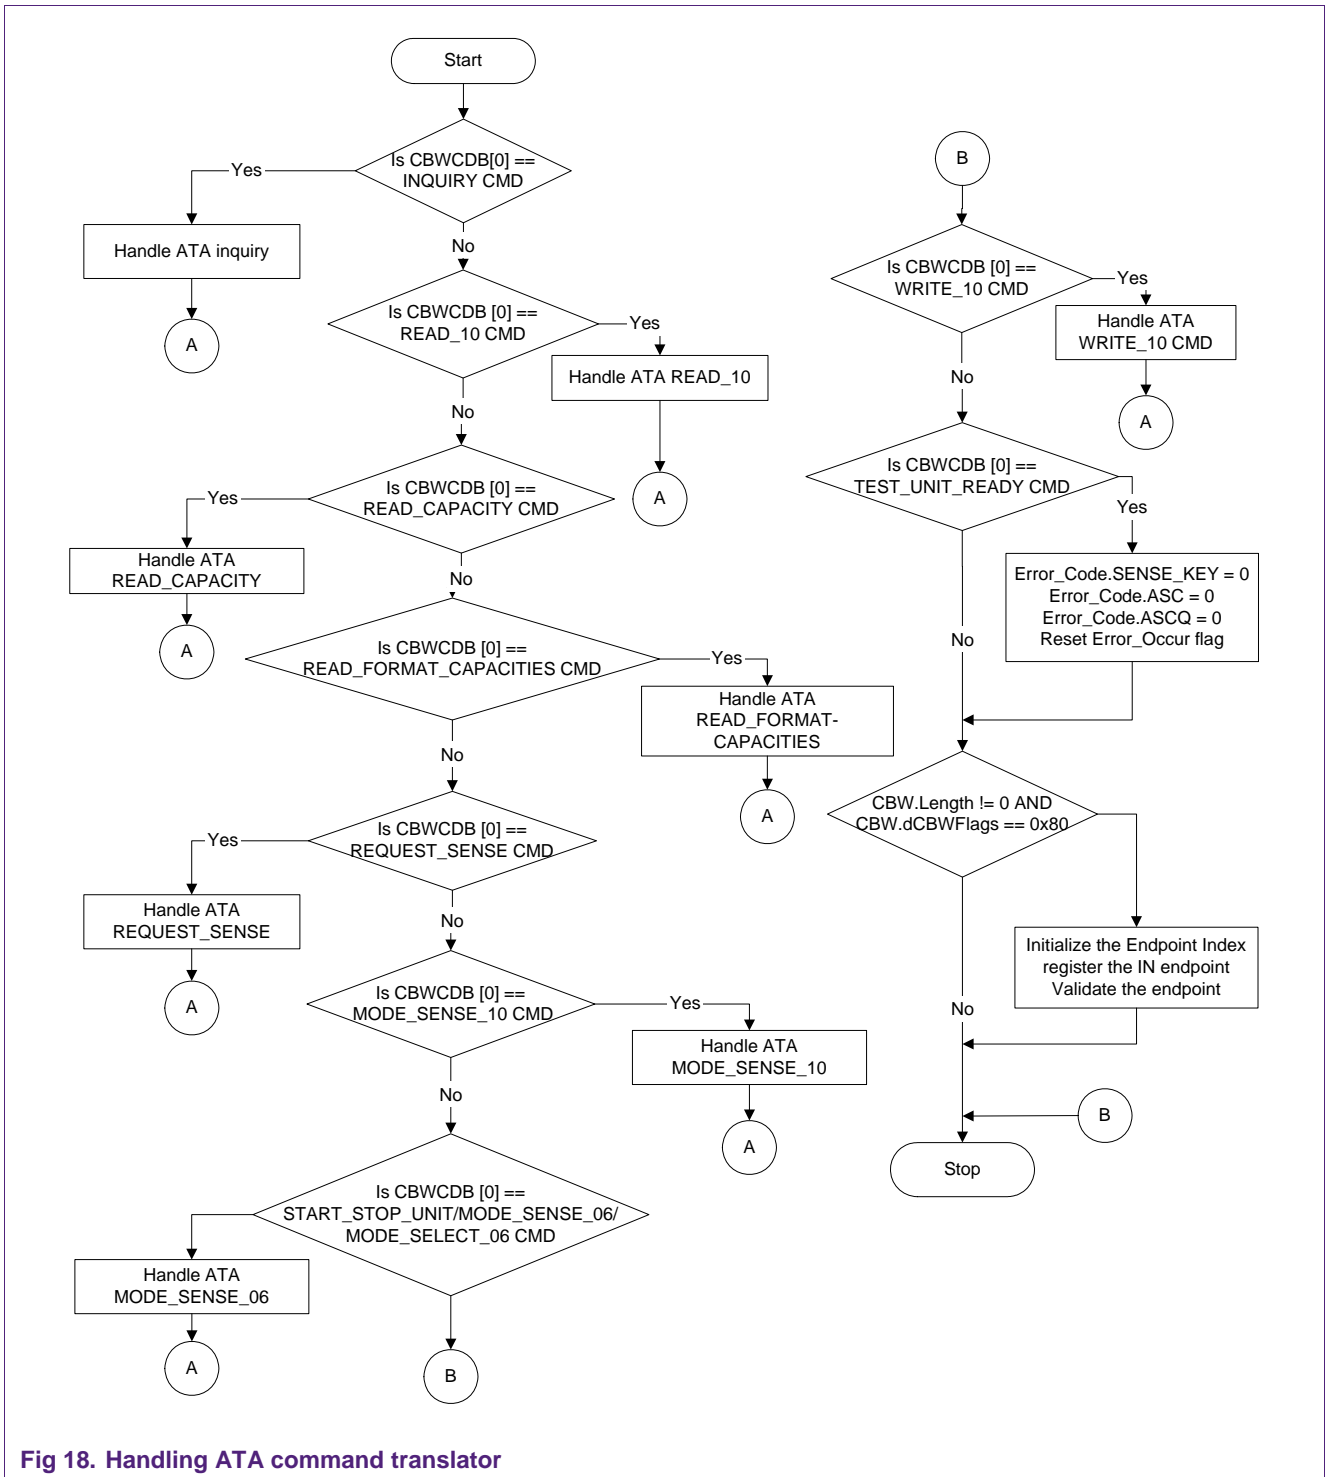 Start
Is CBWCDB[0] ==
INQUIRY CMD
Yes
Handle ATA inquiry
A
No
Is CBWCDB [0] ==
READ_10 CMD
Yes
Handle ATA READ_10
A
No
Is CBWCDB [0] ==
READ_CAPACITY CMD
Yes
Handle ATA
READ_CAPACITY
A
No
Is CBWCDB [0] ==
READ_FORMAT_CAPACITIES CMD
Yes
Handle ATA
READ_FORMAT-
CAPACITIES
A
No
Is CBWCDB [0] ==
REQUEST_SENSE CMD
Yes
Handle ATA
REQUEST_SENSE
A
No
Is CBWCDB [0] ==
MODE_SENSE_10 CMD
Yes
Handle ATA
MODE_SENSE_10
A
No
Is CBWCDB [0] ==
START_STOP_UNIT/MODE_SENSE_06/
MODE_SELECT_06 CMD
Handle ATA
MODE_SENSE_06
A
B
B
Is CBWCDB [0] ==
WRITE_10 CMD
Yes
Handle ATA
WRITE_10 CMD
A
No
Is CBWCDB [0] ==
TEST_UNIT_READY CMD
Yes
Error_Code.SENSE_KEY = 0
Error_Code.ASC = 0
Error_Code.ASCQ = 0
Reset Error_Occur flag
No
CBW.Length != 0 AND
CBW.dCBWFlags == 0x80
Initialize the Endpoint Index
register the IN endpoint
Validate the endpoint
No
B
Stop
Fig 18. Handling ATA command translator